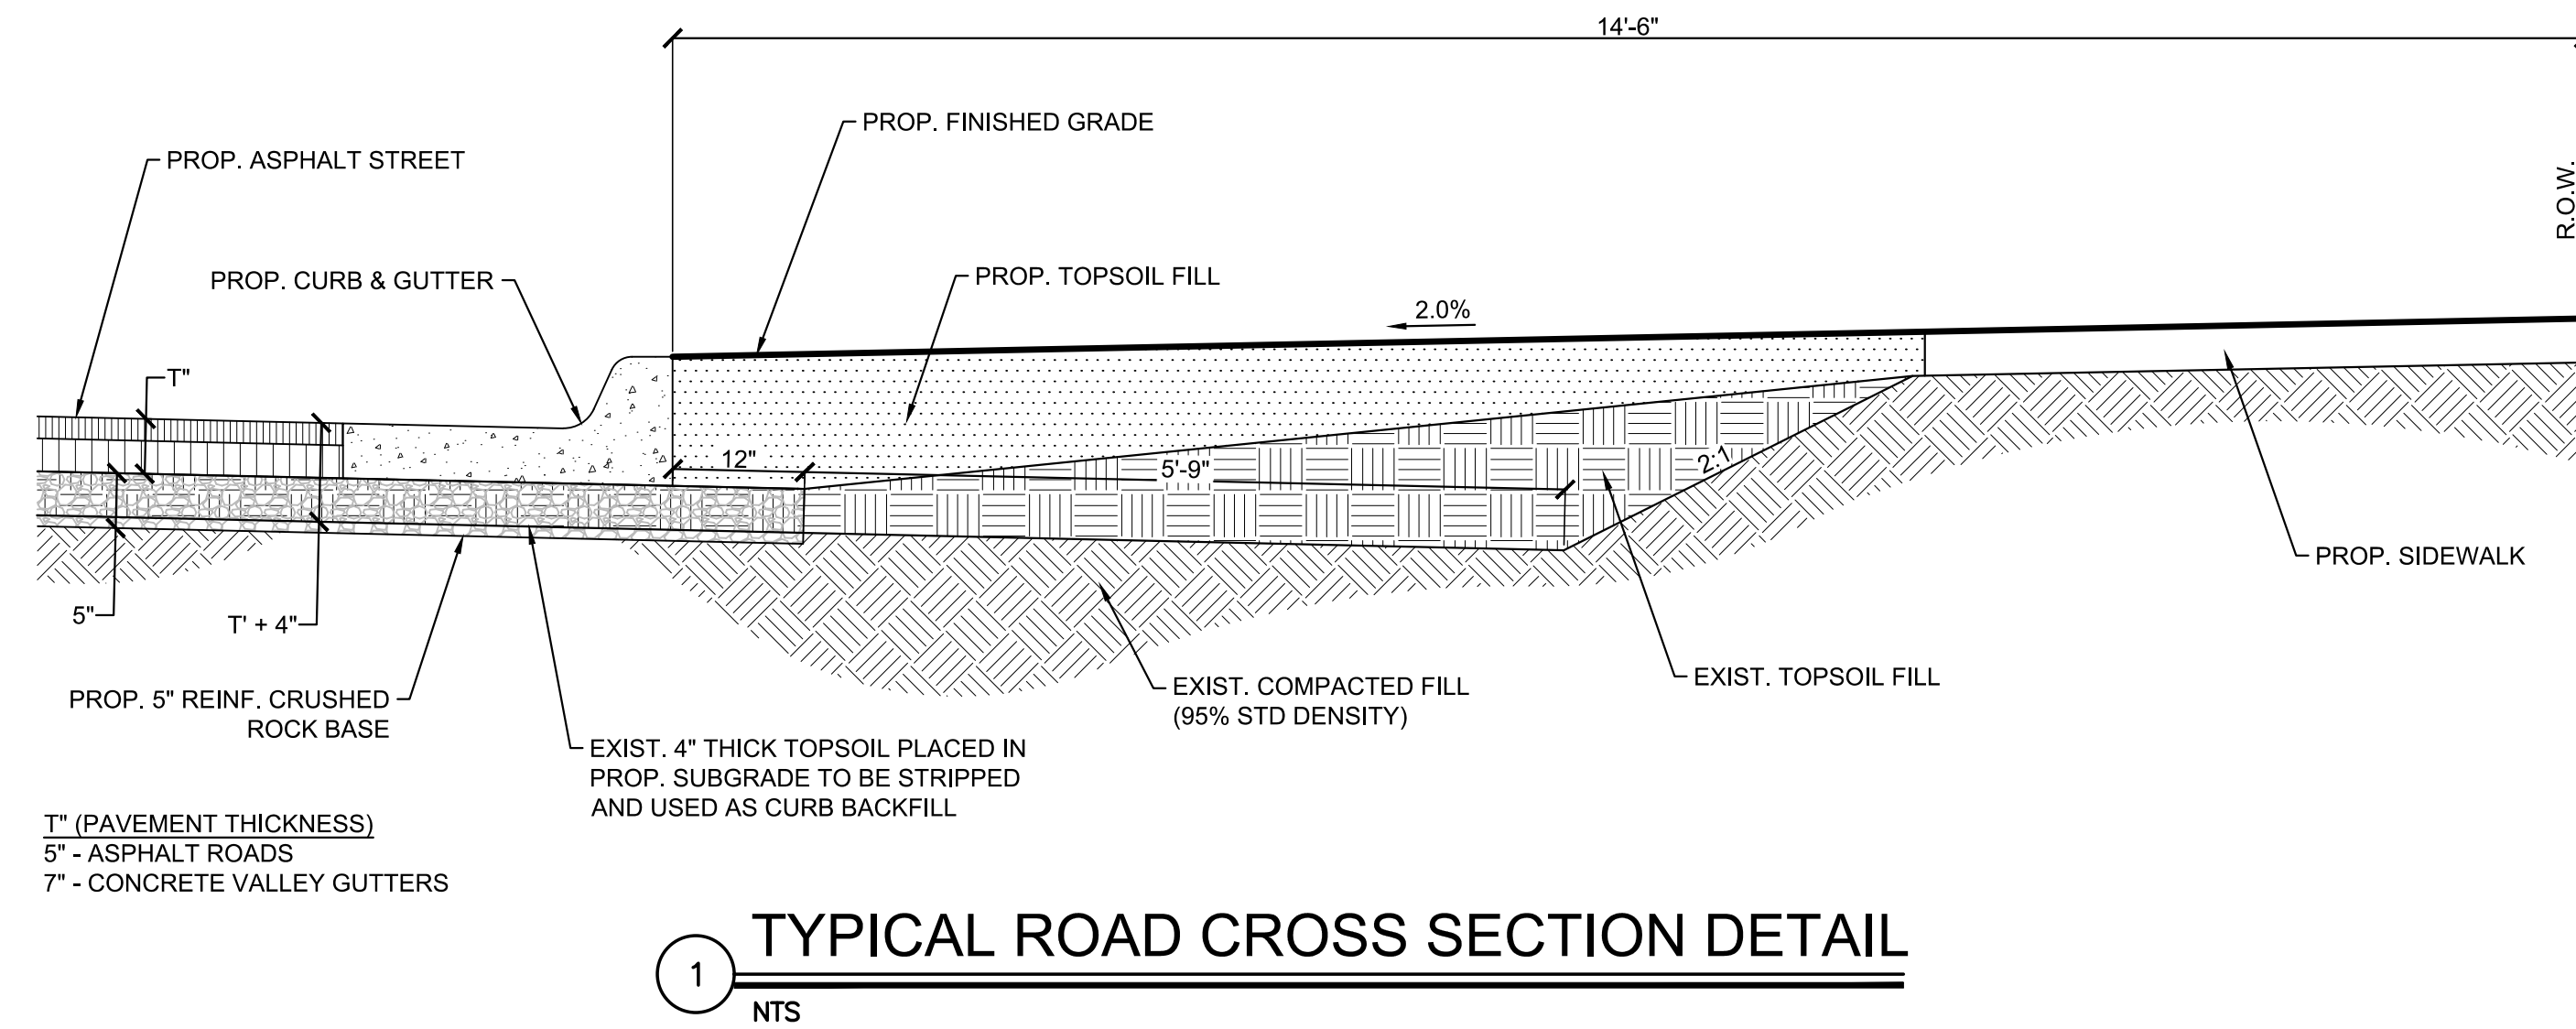 14'-6"
PROP. FINISHED GRADE
PROP. ASPHALT STREET
R.O.W.
PROP. CURB & GUTTER
PROP. TOPSOIL FILL
2.0%
T"
12"
5'-9"
2:1
PROP. SIDEWALK
5"
T' + 4"
PROP. 5" REINF. CRUSHED
ROCK BASE
EXIST. 4" THICK TOPSOIL PLACED IN
PROP. SUBGRADE TO BE STRIPPED
AND USED AS CURB BACKFILL
EXIST. COMPACTED FILL
(95% STD DENSITY)
EXIST. TOPSOIL FILL
T" (PAVEMENT THICKNESS)
5" - ASPHALT ROADS
7" - CONCRETE VALLEY GUTTERS
1 TYPICAL ROAD CROSS SECTION DETAIL
NTS